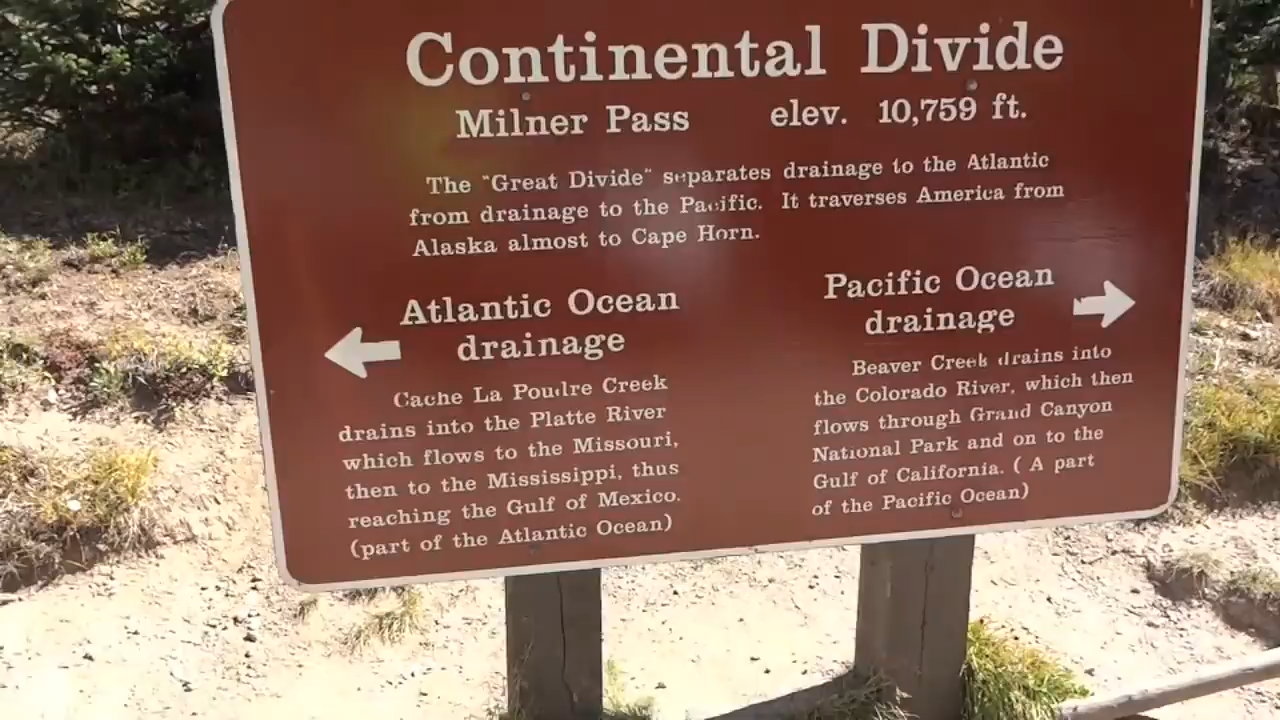 Continental Divide
Milner Pass elev. 10,759 ft.
The "Great Divide" separates drainage to the Atlantic
from drainage to the Pacific. It traverses America from
Alaska almost to Cape Horn.
Atlantic Ocean
drainage
Cache La Poudre Creek
drains into the Platte River
which flows to the Missouri,
then to the Mississippi, thus
reaching the Gulf of Mexico.
(part of the Atlantic Ocean)
Pacific Ocean
drainage
Beaver Creek drains into
the Colorado River, which then
flows through Grand Canyon
National Park and on to the
Gulf of California. ( A part
of the Pacific Ocean)